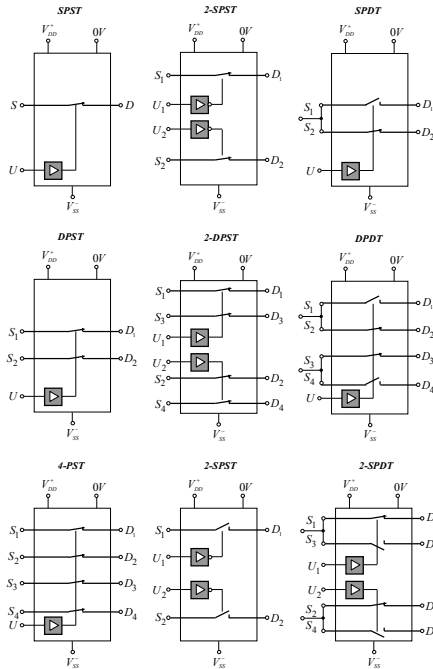 SPST 2-SPST SPDT
V⁺DD 0V V⁺DD 0V V⁺DD 0V
S D S₁ D₁ S₁ D₁
U₁ S₂ D₂
U₂
U S₂ D₂ U
V⁻SS V⁻SS V⁻SS
DPST 2-DPST DPDT
V⁺DD 0V V⁺DD 0V V⁺DD 0V
S₁ D₁ S₁ D₁ S₁ D₁
S₂ D₂ S₃ D₃ S₂ D₂
U₁ S₃ D₃
U₂ S₄ D₄
U S₂ D₂ U
S₄ D₄
V⁻SS V⁻SS V⁻SS
4-PST 2-SPST 2-SPDT
V⁺DD 0V V⁺DD 0V V⁺DD 0V
S₁ D₁ S₁ D₁ S₁ D
S₂ D₂ U₁ S₃ D
S₃ D₃ U₂ U₁
S₄ D₄ S₂ D₂ U₂
U S₂ D
S₄ D
V⁻SS V⁻SS V⁻SS